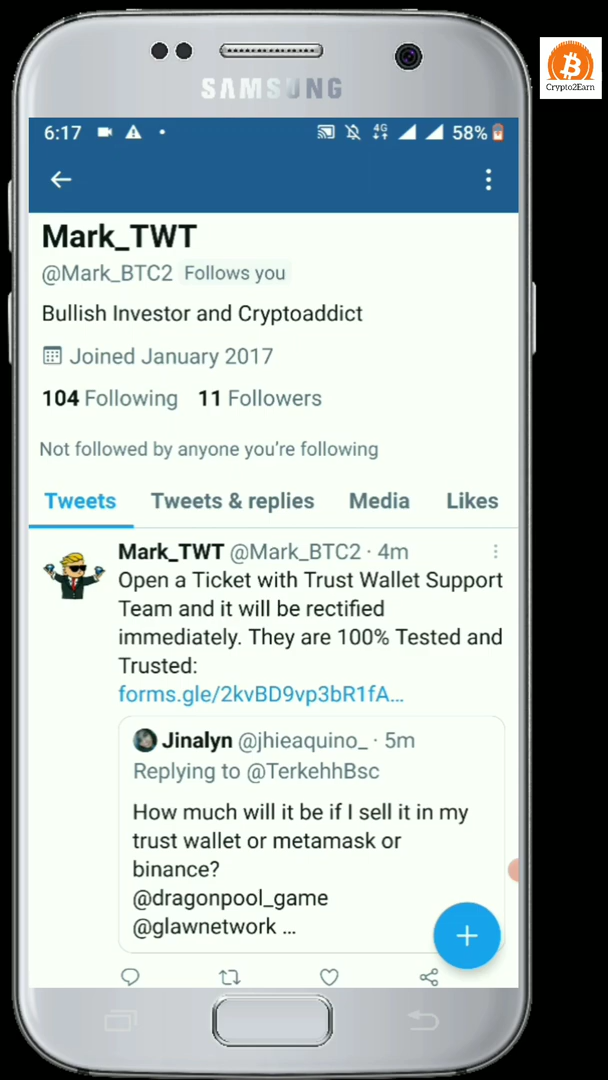 SAMSUNG
Crypto2Earn
6:17
4G
58%
Mark_TWT
@Mark_BTC2 Follows you
Bullish Investor and Cryptoaddict
Joined January 2017
104 Following 11 Followers
Not followed by anyone you're following
Tweets Tweets & replies Media Likes
Mark_TWT @Mark_BTC2 · 4m
Open a Ticket with Trust Wallet Support
Team and it will be rectified
immediately. They are 100% Tested and
Trusted:
forms.gle/2kvBD9vp3bR1fA...
Jinalyn @jhieaquino_ · 5m
Replying to @TerkehhBsc
How much will it be if I sell it in my
trust wallet or metamask or
binance?
@dragonpool_game
@glawnetwork ...